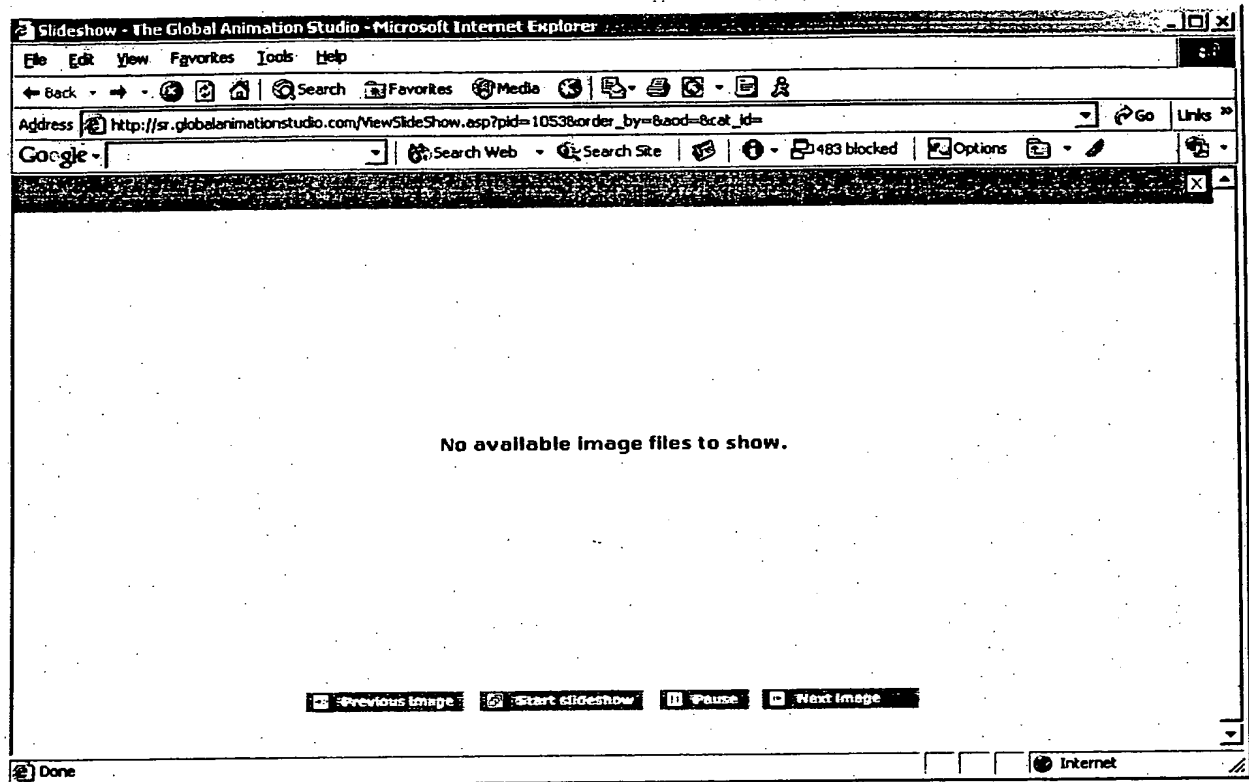 Slideshow - The Global Animation Studio - Microsoft Internet Explorer
File Edit View Favorites Tools Help
Back Search Favorites Media
Address http://sr.globalanimationstudio.com/ViewSlideShow.asp?pid=1053&order_by=&aod=&cat_id= Go Links »
Google Search Web Search Site 483 blocked Options
No available image files to show.
Previous image Start slideshow Pause Next image
Done Internet